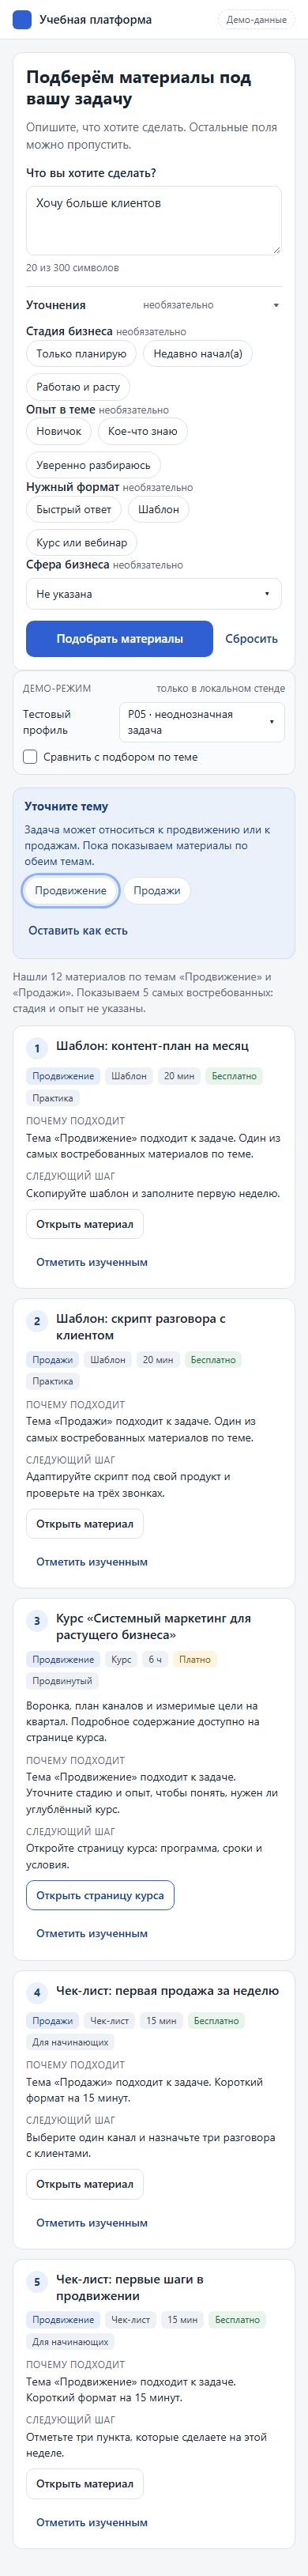 Учебная платформа
Демо-данные
Подберём материалы под
вашу задачу
Опишите, что хотите сделать. Остальные поля
можно пропустить.
Что вы хотите сделать?
Хочу больше клиентов
20 из 300 символов
Уточнения необязательно
Стадия бизнеса необязательно
Только планирую Недавно начал(а)
Работаю и расту
Опыт в теме необязательно
Новичок Кое-что знаю
Уверенно разбираюсь
Нужный формат необязательно
Быстрый ответ Шаблон
Курс или вебинар
Сфера бизнеса необязательно
Не указана
Подобрать материалы Сбросить
ДЕМО-РЕЖИМ только в локальном стенде
Тестовый
профиль
P05 · неоднозначная
задача
Сравнить с подбором по теме
Уточните тему
Задача может относиться к продвижению или к
продажам. Пока показываем материалы по
обеим темам.
Продвижение Продажи
Оставить как есть
Нашли 12 материалов по темам «Продвижение» и
«Продажи». Показываем 5 самых востребованных:
стадия и опыт не указаны.
1 Шаблон: контент-план на месяц
Продвижение Шаблон 20 мин Бесплатно
Практика
ПОЧЕМУ ПОДХОДИТ
Тема «Продвижение» подходит к задаче. Один из
самых востребованных материалов по теме.
СЛЕДУЮЩИЙ ШАГ
Скопируйте шаблон и заполните первую неделю.
Открыть материал
Отметить изученным
2 Шаблон: скрипт разговора с
клиентом
Продажи Шаблон 20 мин Бесплатно
Практика
ПОЧЕМУ ПОДХОДИТ
Тема «Продажи» подходит к задаче. Один из
самых востребованных материалов по теме.
СЛЕДУЮЩИЙ ШАГ
Адаптируйте скрипт под свой продукт и
проверьте на трёх звонках.
Открыть материал
Отметить изученным
3 Курс «Системный маркетинг для
растущего бизнеса»
Продвижение Курс 6 ч Платно
Продвинутый
Воронка, план каналов и измеримые цели на
квартал. Подробное содержание доступно на
странице курса.
ПОЧЕМУ ПОДХОДИТ
Тема «Продвижение» подходит к задаче.
Уточните стадию и опыт, чтобы понять, нужен ли
углублённый курс.
СЛЕДУЮЩИЙ ШАГ
Откройте страницу курса: программа, сроки и
условия.
Открыть страницу курса
Отметить изученным
4 Чек-лист: первая продажа за неделю
Продажи Чек-лист 15 мин Бесплатно
Для начинающих
ПОЧЕМУ ПОДХОДИТ
Тема «Продажи» подходит к задаче. Короткий
формат на 15 минут.
СЛЕДУЮЩИЙ ШАГ
Выберите один канал и назначьте три разговора
с клиентами.
Открыть материал
Отметить изученным
5 Чек-лист: первые шаги в
продвижении
Продвижение Чек-лист 15 мин Бесплатно
Для начинающих
ПОЧЕМУ ПОДХОДИТ
Тема «Продвижение» подходит к задаче.
Короткий формат на 15 минут.
СЛЕДУЮЩИЙ ШАГ
Отметьте три пункта, которые сделаете на этой
неделе.
Открыть материал
Отметить изученным